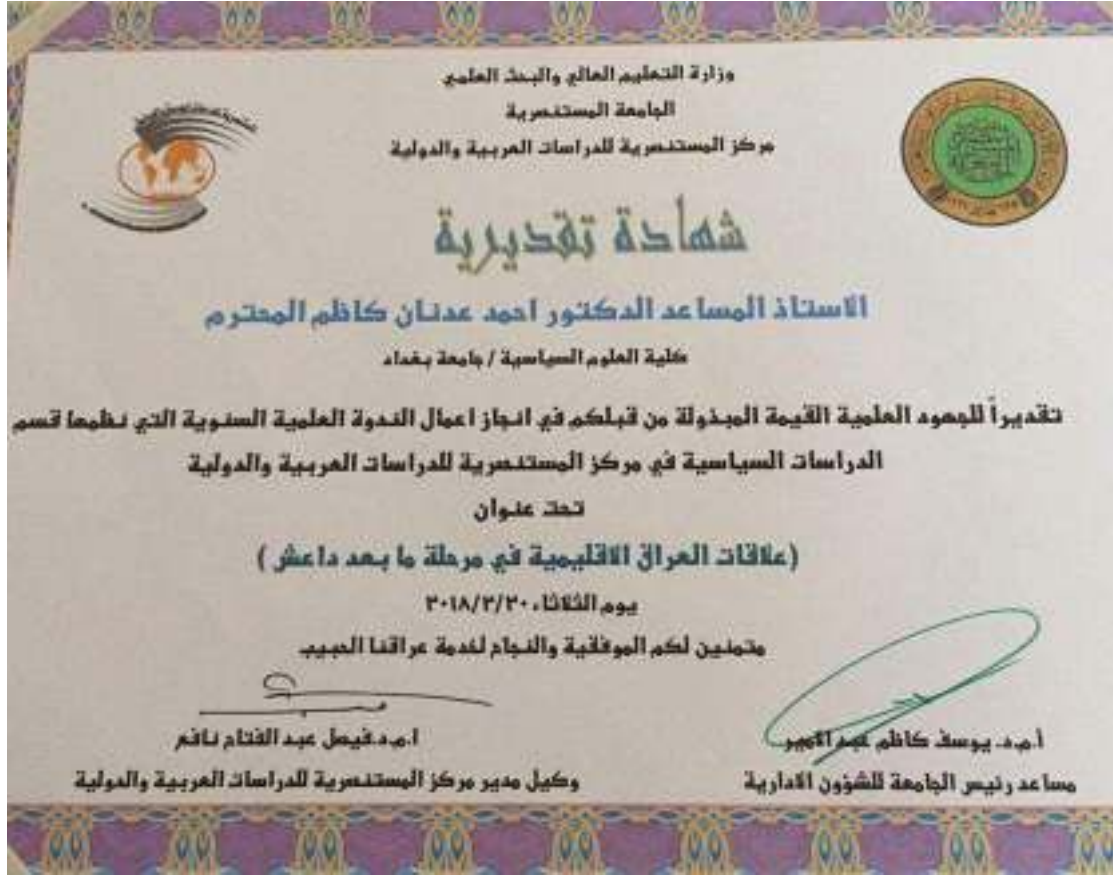 وزارة التعليم العالي والبحث العلمي
الجامعة المستنصرية
مركز المستنصرية للدراسات العربية والدولية
شهادة تقديرية
الاستاذ المساعد الدكتور احمد عدنان كاظم المحترم
كلية العلوم السياسية / جامعة بغداد
تقديراً للجهود العلمية القيمة المبذولة من قبلكم في انجاز اعمال الندوة العلمية السنوية التي نظمها قسم
الدراسات السياسية في مركز المستنصرية للدراسات العربية والدولية
تحت عنوان
(علاقات العراق الاقليمية في مرحلة ما بعد داعش )
يوم الثلاثاء
متمنين لكم الموفقية والنجاح لخدمة عراقنا الحبيب
أ.م.د. يوسف كاظم عبد الامير
مساعد رئيس الجامعة للشؤون الادارية
ا.م.د.فيصل عبد الفتاح نافع
وكيل مدير مركز المستنصرية للدراسات العربية والدولية